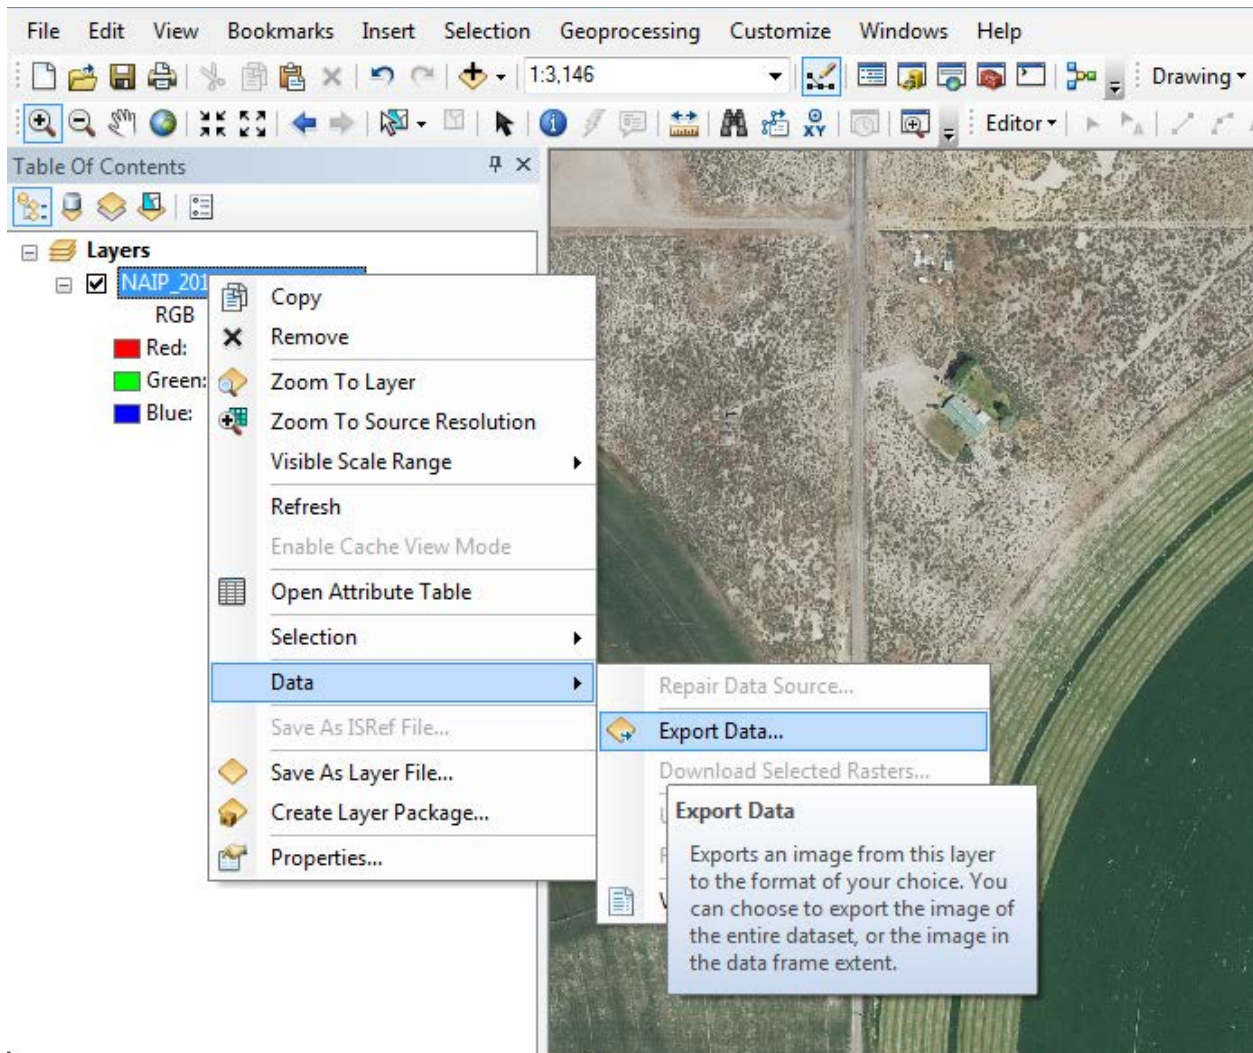 File Edit View Bookmarks Insert Selection Geoprocessing Customize Windows Help
1:3,146 Drawing
XY Editor
Table Of Contents
Layers
NAIP_201
RGB
Red:
Green:
Blue:
Copy
Remove
Zoom To Layer
Zoom To Source Resolution
Visible Scale Range
Refresh
Enable Cache View Mode
Open Attribute Table
Selection
Data
Save As ISRef File...
Save As Layer File...
Create Layer Package...
Properties...
Repair Data Source...
Export Data...
Download Selected Rasters...
Export Data
Exports an image from this layer
to the format of your choice. You
can choose to export the image of
the entire dataset, or the image in
the data frame extent.